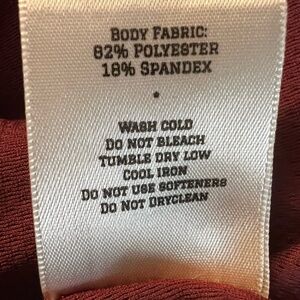 BODY FABRIC:
82% POLYESTER
18% SPANDEX
•
WASH COLD
DO NOT BLEACH
TUMBLE DRY LOW
COOL IRON
DO NOT USE SOFTENERS
DO NOT DRYCLEAN